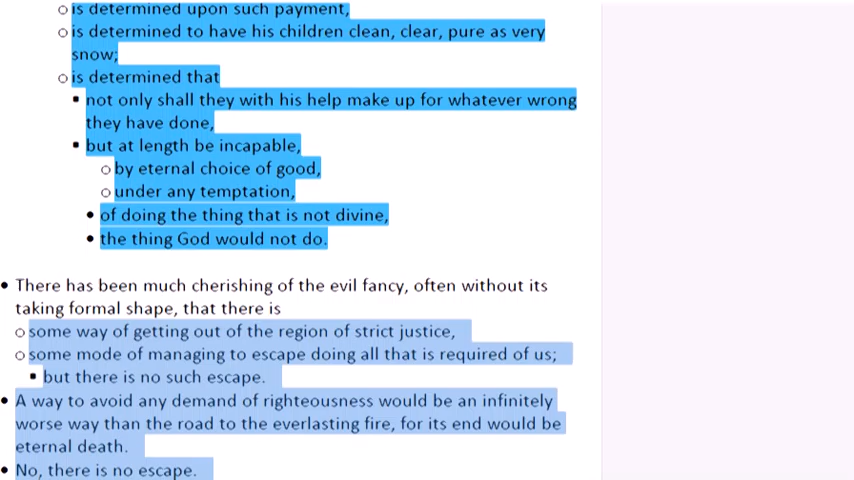 is determined upon such payment,
is determined to have his children clean, clear, pure as very
snow;
is determined that
not only shall they with his help make up for whatever wrong
they have done,
but at length be incapable,
by eternal choice of good,
under any temptation,
of doing the thing that is not divine,
the thing God would not do.
There has been much cherishing of the evil fancy, often without its
taking formal shape, that there is
some way of getting out of the region of strict justice,
some mode of managing to escape doing all that is required of us;
but there is no such escape.
A way to avoid any demand of righteousness would be an infinitely
worse way than the road to the everlasting fire, for its end would be
eternal death.
No, there is no escape.